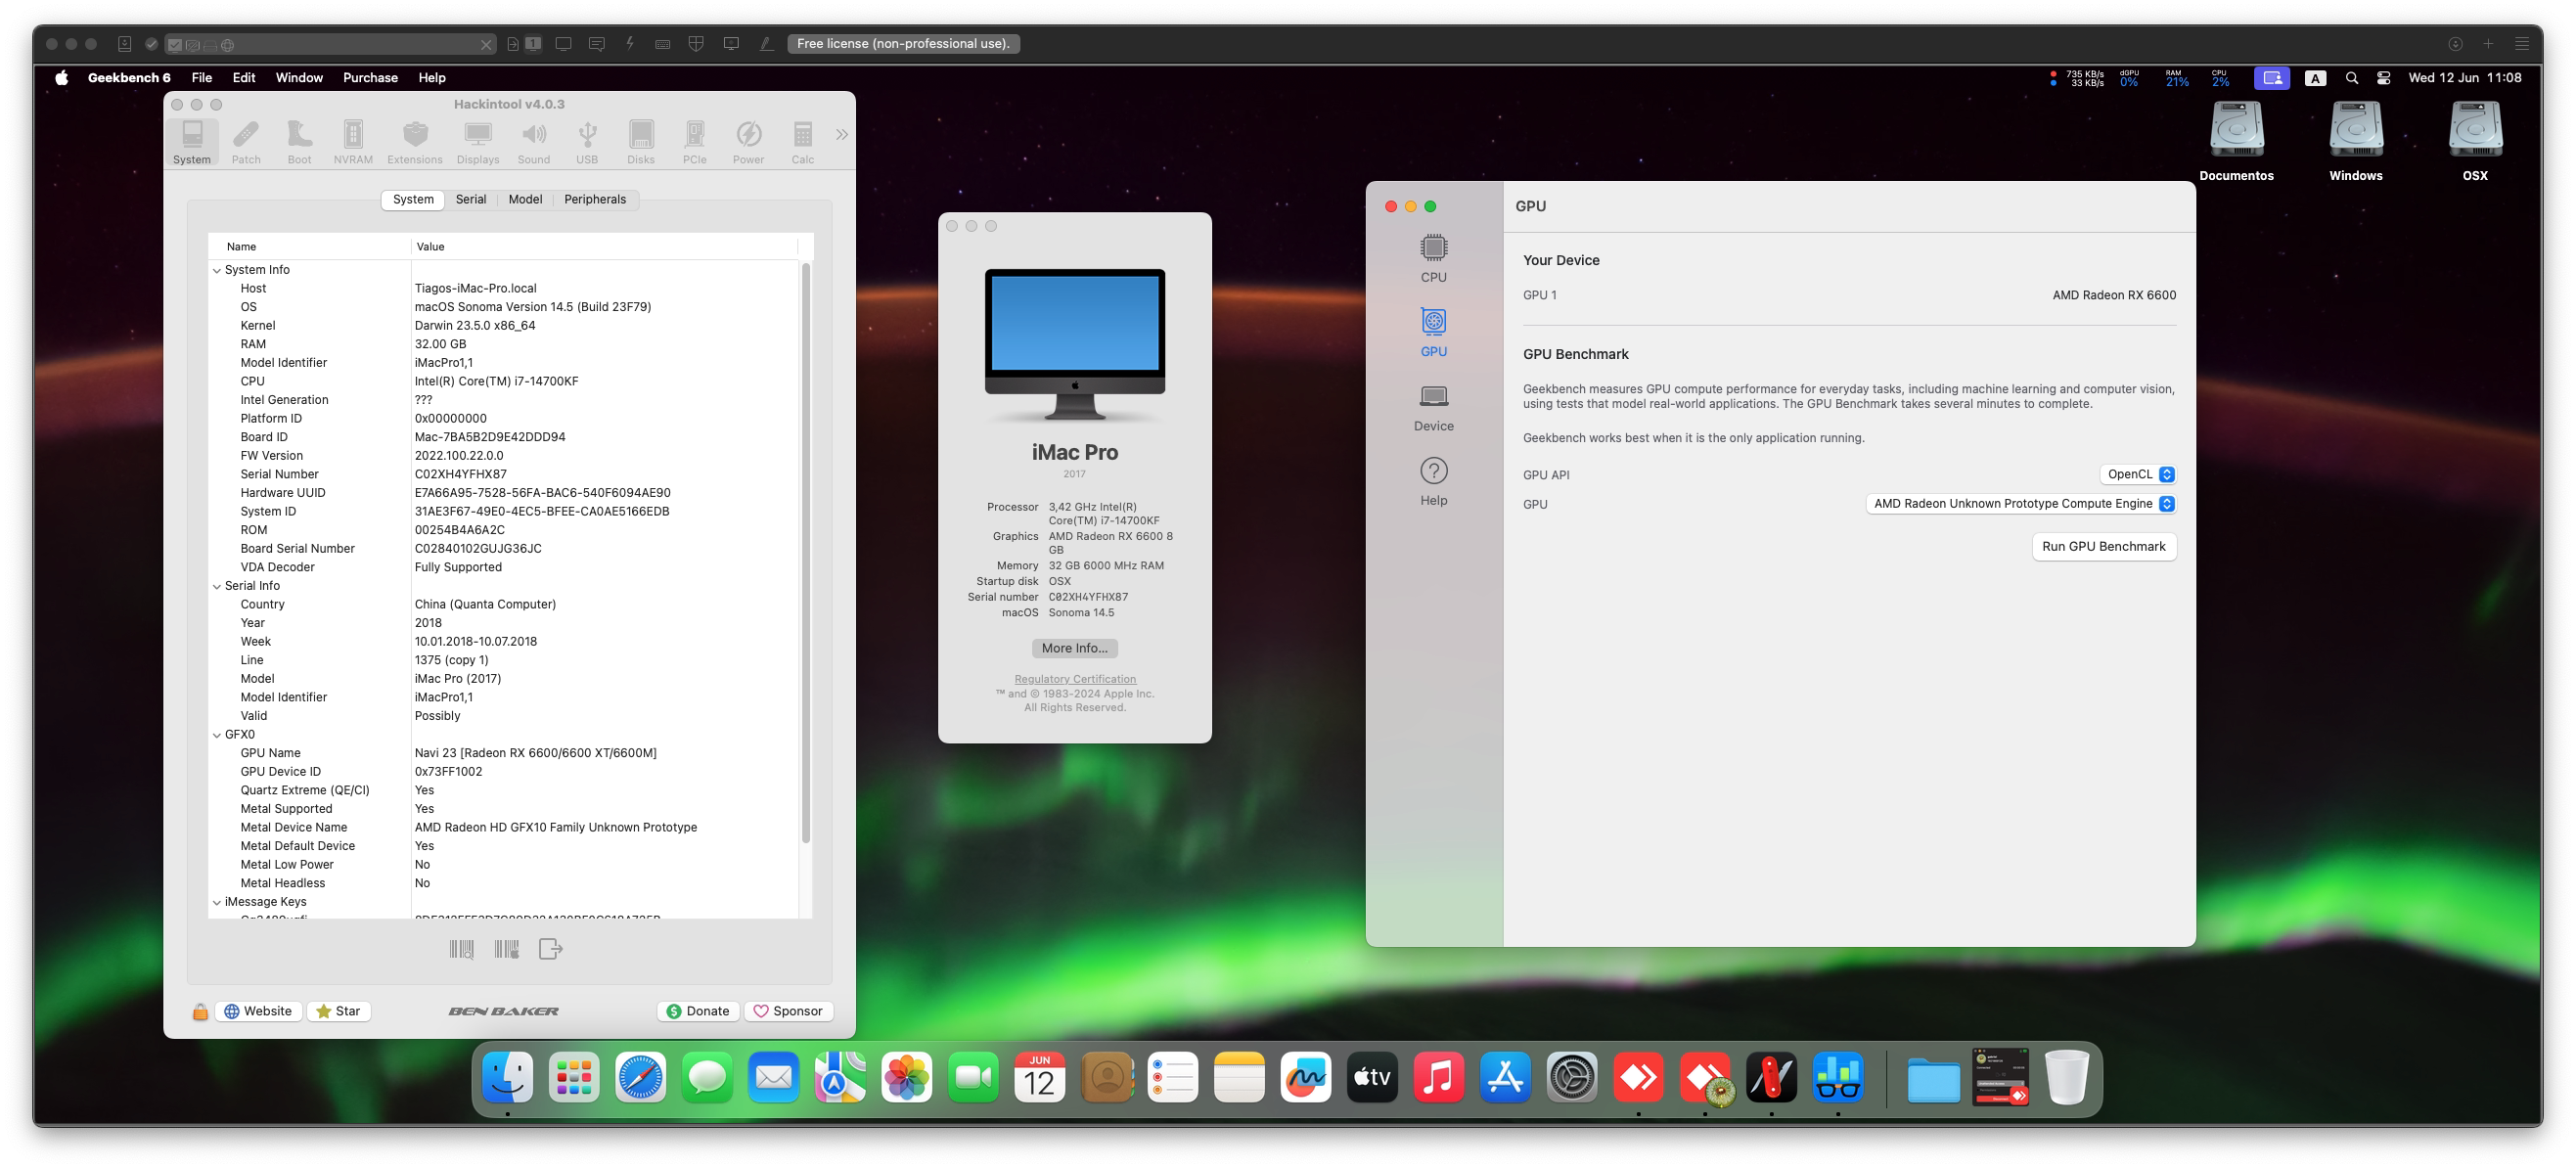 Free license (non-professional use).
Geekbench 6 File Edit Window Purchase Help
735 KB/s
33 KB/s
dGPU
0%
RAM
21%
CPU
2%
A
Wed 12 Jun 11:08
Documentos
Windows
OSX
Hackintool v4.0.3
System Patch Boot NVRAM Extensions Displays Sound USB Disks PCIe Power Calc
System Serial Model Peripherals
Name Value
System Info
Host Tiagos-iMac-Pro.local
OS macOS Sonoma Version 14.5 (Build 23F79)
Kernel Darwin 23.5.0 x86_64
RAM 32.00 GB
Model Identifier iMacPro1,1
CPU Intel(R) Core(TM) i7-14700KF
Intel Generation ???
Platform ID 0x00000000
Board ID Mac-7BA5B2D9E42DDD94
FW Version 2022.100.22.0.0
Serial Number C02XH4YFHX87
Hardware UUID E7A66A95-7528-56FA-BAC6-540F6094AE90
System ID 31AE3F67-49E0-4EC5-BFEE-CA0AE5166EDB
ROM 00254B4A6A2C
Board Serial Number C02840102GUJG36JC
VDA Decoder Fully Supported
Serial Info
Country China (Quanta Computer)
Year 2018
Week 10.01.2018-10.07.2018
Line 1375 (copy 1)
Model iMac Pro (2017)
Model Identifier iMacPro1,1
Valid Possibly
GFX0
GPU Name Navi 23 [Radeon RX 6600/6600 XT/6600M]
GPU Device ID 0x73FF1002
Quartz Extreme (QE/CI) Yes
Metal Supported Yes
Metal Device Name AMD Radeon HD GFX10 Family Unknown Prototype
Metal Default Device Yes
Metal Low Power No
Metal Headless No
iMessage Keys
Website Star BEN BAKER Donate Sponsor
iMac Pro
2017
Processor 3,42 GHz Intel(R)
Core(TM) i7-14700KF
Graphics AMD Radeon RX 6600 8
GB
Memory 32 GB 6000 MHz RAM
Startup disk OSX
Serial number C02XH4YFHX87
macOS Sonoma 14.5
More Info...
Regulatory Certification
™ and © 1983-2024 Apple Inc.
All Rights Reserved.
CPU
GPU
Device
Help
GPU
Your Device
GPU 1 AMD Radeon RX 6600
GPU Benchmark
Geekbench measures GPU compute performance for everyday tasks, including machine learning and computer vision,
using tests that model real-world applications. The GPU Benchmark takes several minutes to complete.
Geekbench works best when it is the only application running.
GPU API OpenCL
GPU AMD Radeon Unknown Prototype Compute Engine
Run GPU Benchmark
JUN
12
tv